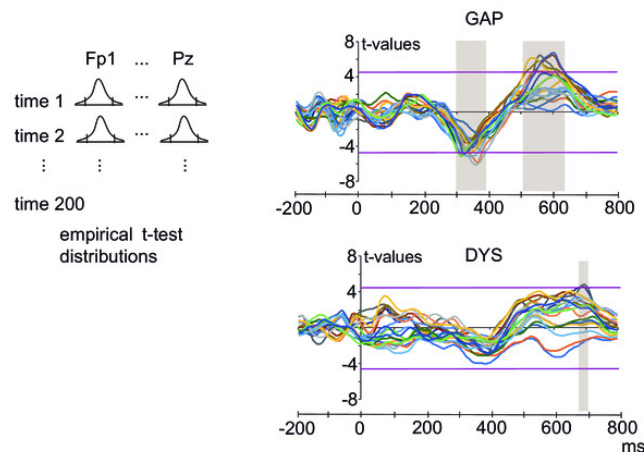 Fp1 ... Pz
time 1 ...
time 2 ...
⋮ ⋮ ⋮
time 200
empirical t-test
distributions
GAP
t-values
8
4
0
-4
-8
-200 0 200 400 600 800
DYS
t-values
8
4
0
-4
-8
-200 0 200 400 600 800
ms